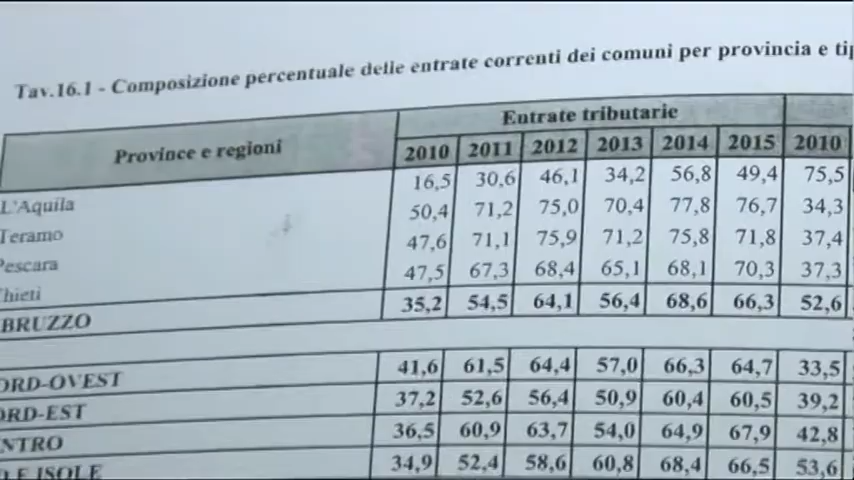 Tav.16.1 - Composizione percentuale delle entrate correnti dei comuni per provincia e
Province e regioni Entrate tributarie
2010 2011 2012 2013 2014 2015 2010
L'Aquila 16,5 30,6 46,1 34,2 56,8 49,4 75,5
Teramo 50,4 71,2 75,0 70,4 77,8 76,7 34,3
Pescara 47,6 71,1 75,9 71,2 75,8 71,8 37,4
hieti 47,5 67,3 68,4 65,1 68,1 70,3 37,3
BRUZZO 35,2 54,5 64,1 56,4 68,6 66,3 52,6
ORD-OVEST 41,6 61,5 64,4 57,0 66,3 64,7 33,5
ORD-EST 37,2 52,6 56,4 50,9 60,4 60,5 39,2
NTRO 36,5 60,9 63,7 54,0 64,9 67,9 42,8
D E ISOLE 34,9 52,4 58,6 60,8 68,4 66,5 53,6